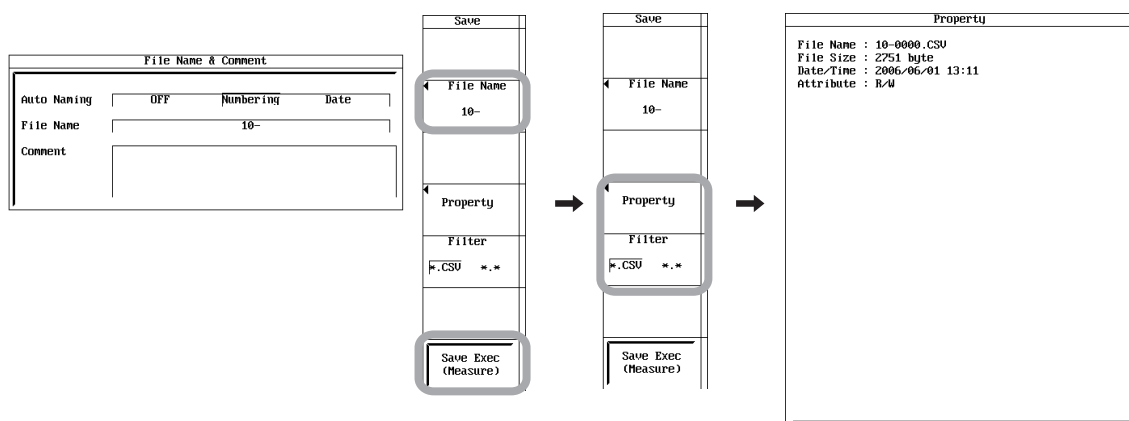 File Name & Comment
Auto Naming OFF Numbering Date
File Name 10-
Comment
Save
File Name
10-
Property
Filter
*.CSV *.*
Save Exec
(Measure)
Save
File Name
10-
Property
Filter
*.CSV *.*
Save Exec
(Measure)
Property
File Name : 10-0000.CSV
File Size : 2751 byte
Date/Time : 2006/06/01 13:11
Attribute : R/W